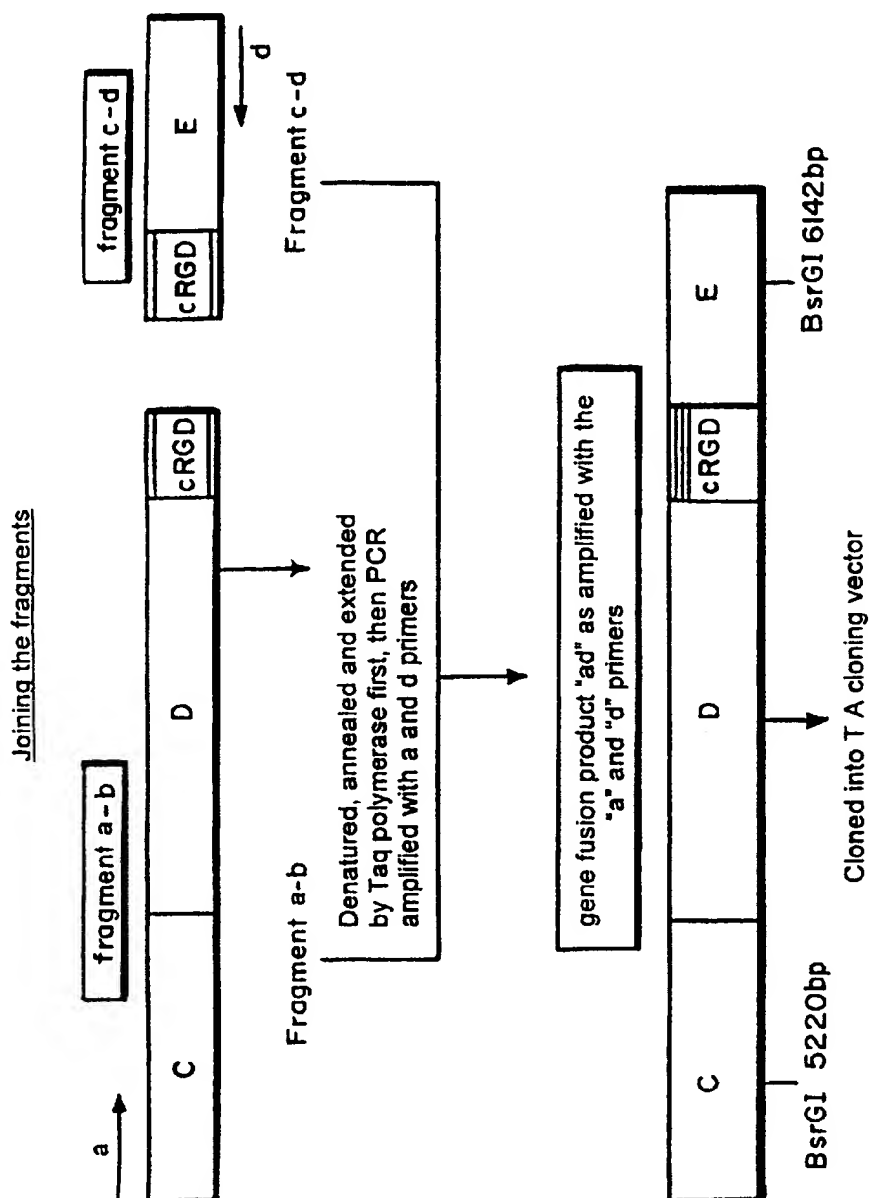 Joining the fragments
a
fragment a-b
fragment c-d
C
D
cRGD
cRGD
E
d
Fragment a-b
Denatured, annealed and extended
by Taq polymerase first, then PCR
amplified with a and d primers
Fragment c-d
gene fusion product "ad" as amplified with the
"a" and "d" primers
C
D
cRGD
E
BsrGI 5220bp
BsrGI 6142bp
Cloned into T A cloning vector